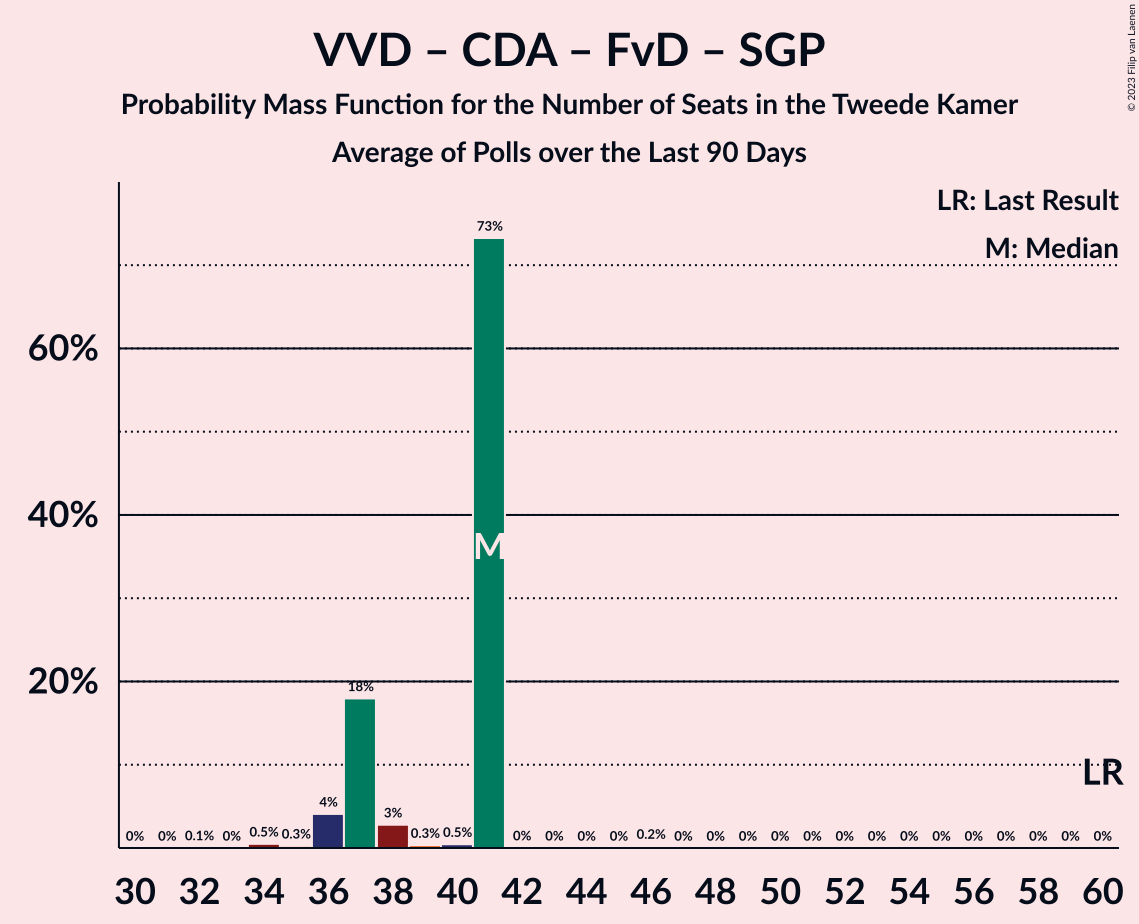 VVD – CDA – FvD – SGP
Probability Mass Function for the Number of Seats in the Tweede Kamer
Average of Polls over the Last 90 Days
© 2023 Filip van Laenen
LR: Last Result
M: Median
73%
60%
40%
M
20%
18%
LR
4%
3%
0% 0% 0.1% 0% 0.5% 0.3% 0.3% 0.5% 0% 0% 0% 0% 0.2% 0% 0% 0% 0% 0% 0% 0% 0% 0% 0% 0% 0% 0% 0%
30 32 34 36 38 40 42 44 46 48 50 52 54 56 58 60